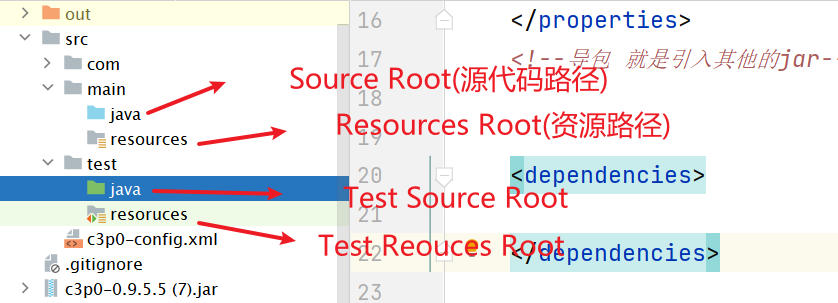 out
src
com
main
java
resources
test
java
resoruces
c3p0-config.xml
.gitignore
c3p0-0.9.5.5 (7).jar
Source Root(源代码路径)
Resources Root(资源路径)
Test Source Root
Test Reouces Root
16 </properties>
17 <!--导包 就是引入其他的jar-
18
19
20 <dependencies>
21
22 </dependencies>
23